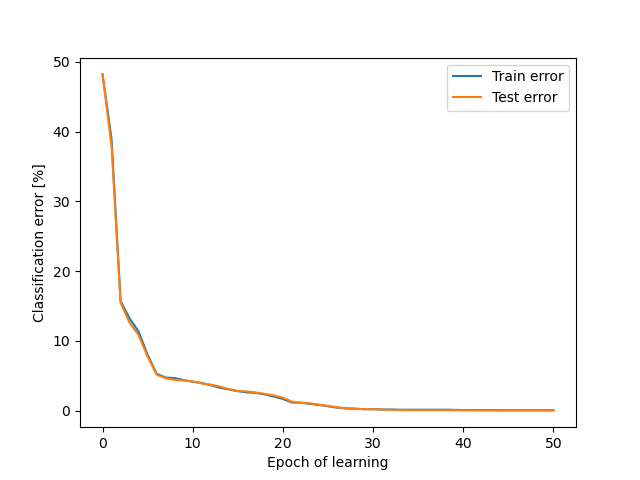 50
40
30
20
10
0
Classification error [%]
Train error
Test error
0 10 20 30 40 50
Epoch of learning